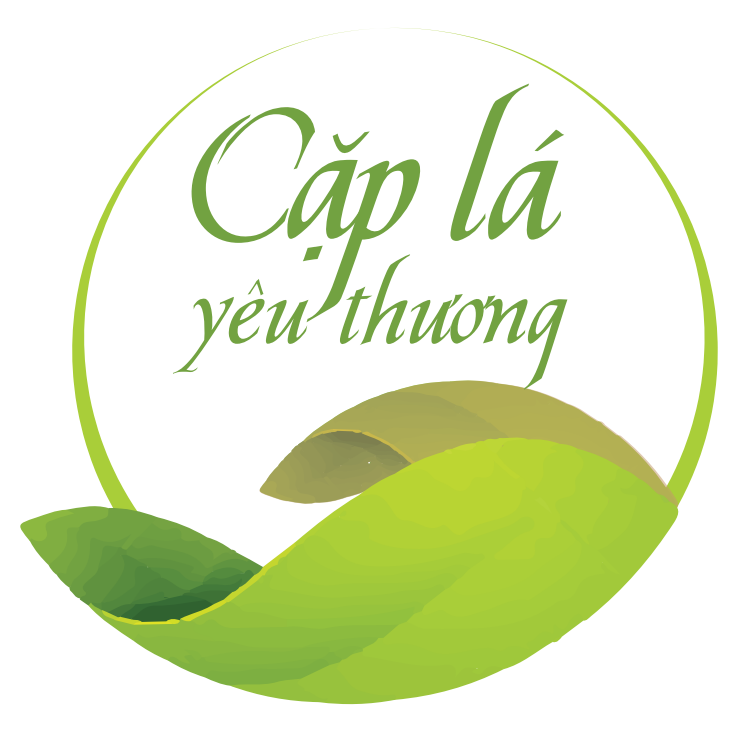 Cặp lá
yêu thương